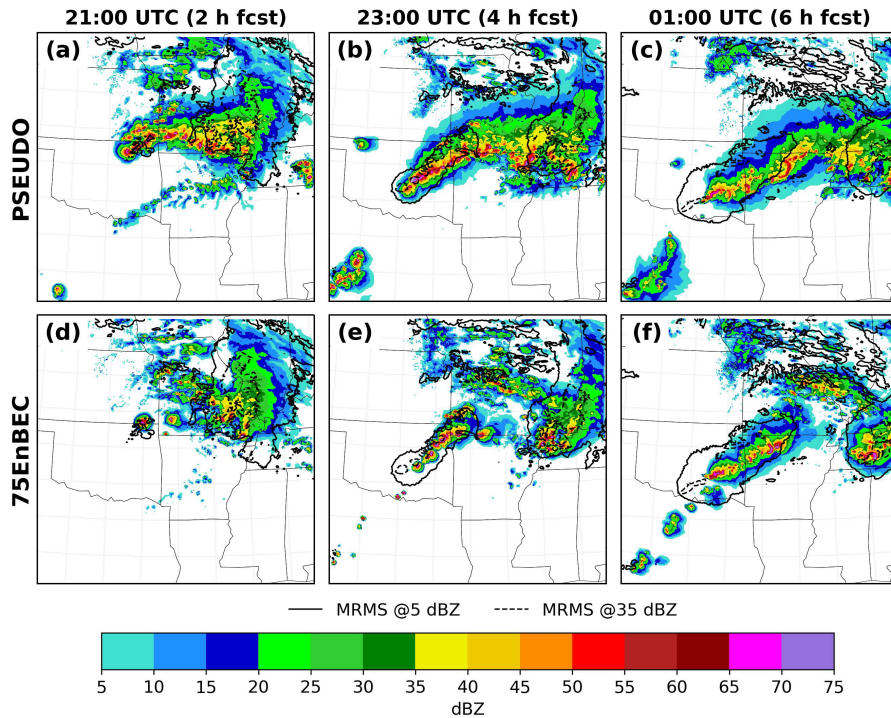 21:00 UTC (2 h fcst) 23:00 UTC (4 h fcst) 01:00 UTC (6 h fcst)
PSEUDO
(a) (b) (c)
75EnBEC
(d) (e) (f)
MRMS @5 dBZ MRMS @35 dBZ
5 10 15 20 25 30 35 40 45 50 55 60 65 70 75
dBZ